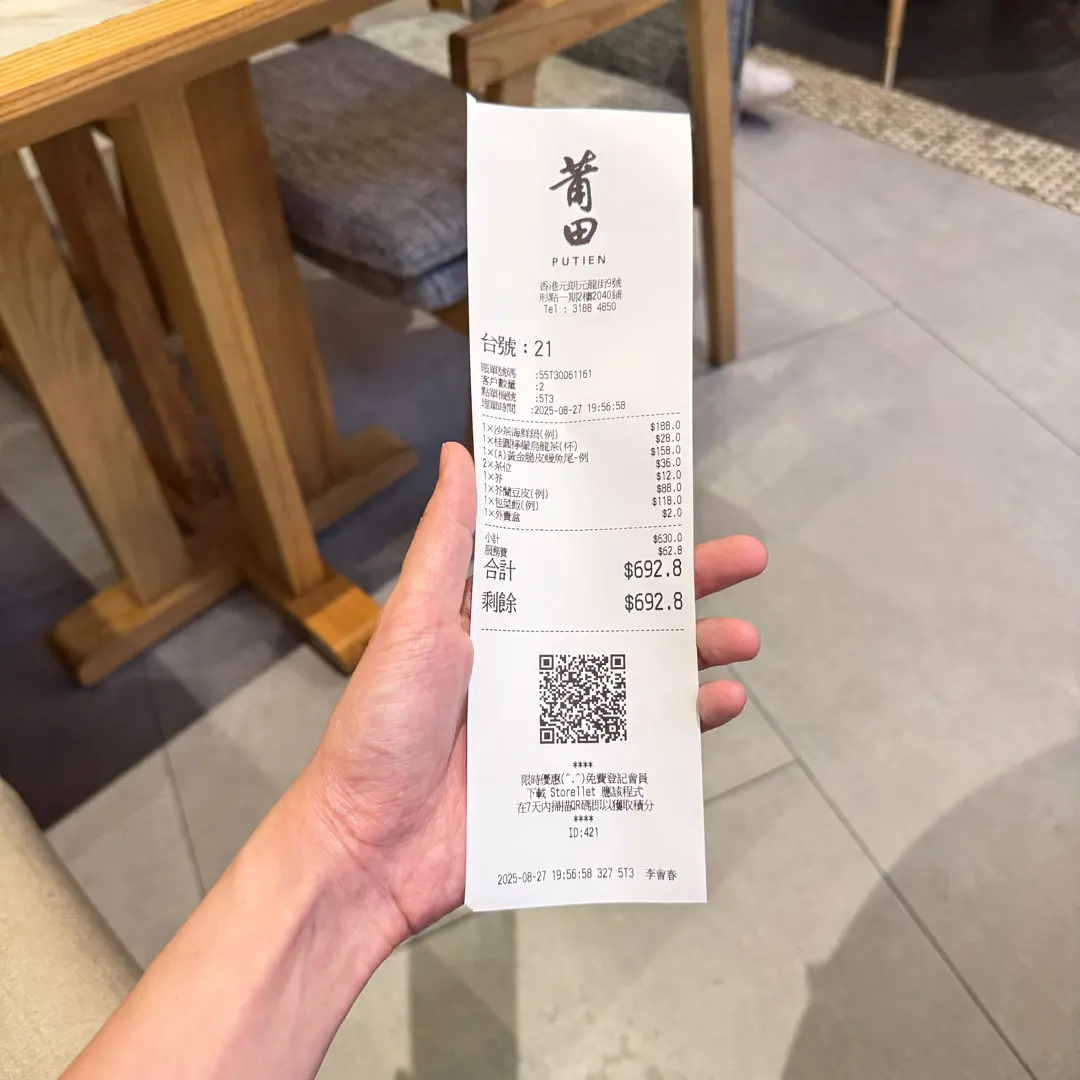 莆田
PUTIEN
香港元朗元龍街9號
形點一期2樓2040鋪
Tel : 3188 4850
台號：21
賬單號碼 :55T30061161
客戶數量 :2
點單機號 :5T3
埋單時間 :2025-08-27 19:56:58
1×沙茶海鮮鍋(例) $188.0
1×桂圓檸檬烏龍茶(杯) $28.0
1×(A)黃金脆皮鰻魚尾-例 $158.0
2×茶位 $36.0
1×芥 $12.0
1×芥蘭豆皮(例) $88.0
1×包菜飯(例) $118.0
1×外賣盒 $2.0
小計 $630.0
服務費 $62.8
合計 $692.8
剩餘 $692.8
****
限時優惠(^.^)免費登記會員
下載 Storellet 應該程式
在7天內掃描QR碼即以獲取積分
****
ID:421
2025-08-27 19:56:58 327 5T3 李會春